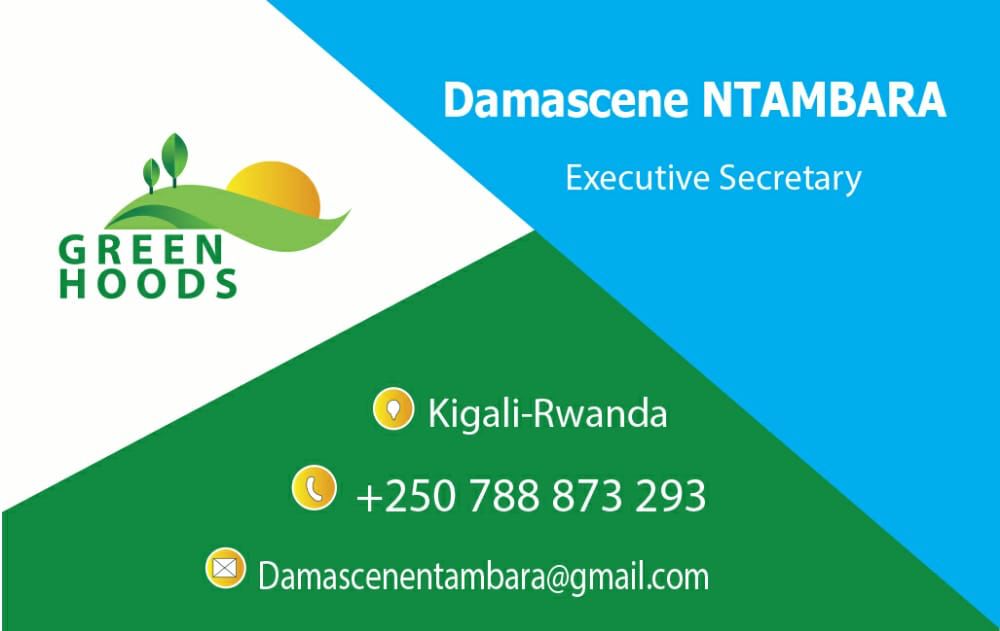 Damascene NTAMBARA
Executive Secretary
GREEN
HOODS
Kigali-Rwanda
+250 788 873 293
Damascenentambara@gmail.com